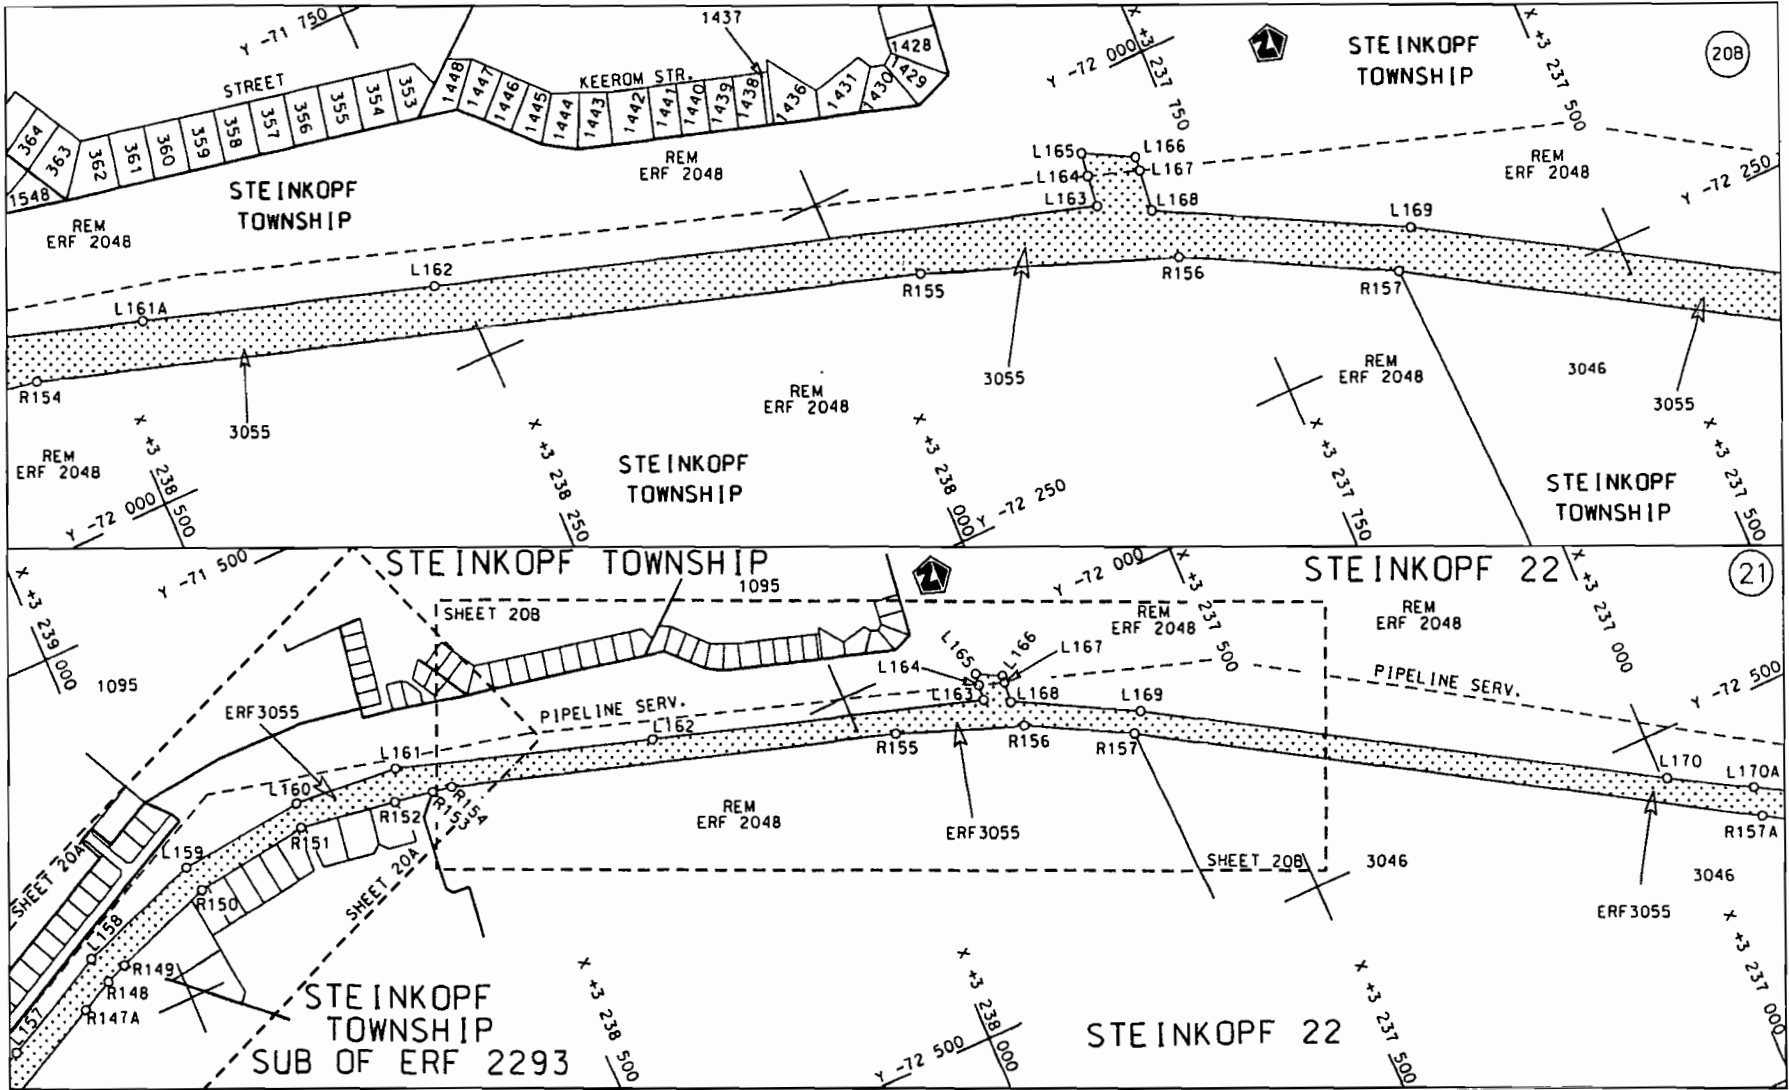 Y -71 750
1437
STREET
KEEROM STR.
1428
1429
1430
1431
1436
1438
1439
1440
1441
1442
1443
1444
1445
1446
1447
1448
353
354
355
356
357
358
359
360
361
362
363
364
1548
Y -72 000
X +3 237 750
STEINKOPF
TOWNSHIP
X +3 237 500
20B
STEINKOPF
TOWNSHIP
REM
ERF 2048
REM
ERF 2048
L165
L166
L164
L167
L163
L168
REM
ERF 2048
Y -72 250
L169
L162
L161A
R154
R155
R156
R157
3055
3055
3055
REM
ERF 2048
REM
ERF 2048
REM
ERF 2048
3046
X +3 238 500
Y -72 000
X +3 238 250
STEINKOPF
TOWNSHIP
X +3 238 000
Y -72 250
X +3 237 750
STEINKOPF
TOWNSHIP
X +3 237 500
X +3 239 000
Y -71 500
STEINKOPF TOWNSHIP
1095
Y -72 000
X +3 237 500
STEINKOPF 22
X +3 237 000
21
SHEET 20B
REM
ERF 2048
REM
ERF 2048
1095
ERF3055
PIPELINE SERV.
L165
L166
L164
L167
L163
L168
L169
PIPELINE SERV.
Y -72 500
L162
L161
L160
L159
L158
L157
R147A
R148
R149
R150
R151
R152
R153
R154
R155
R156
R157
L170
L170A
R157A
SHEET 20A
SHEET 20A
REM
ERF 2048
ERF3055
SHEET 20B
3046
3046
ERF3055
STEINKOPF
TOWNSHIP
SUB OF ERF 2293
X +3 238 500
Y -72 500
X +3 238 000
STEINKOPF 22
X +3 237 500
X +3 237 000